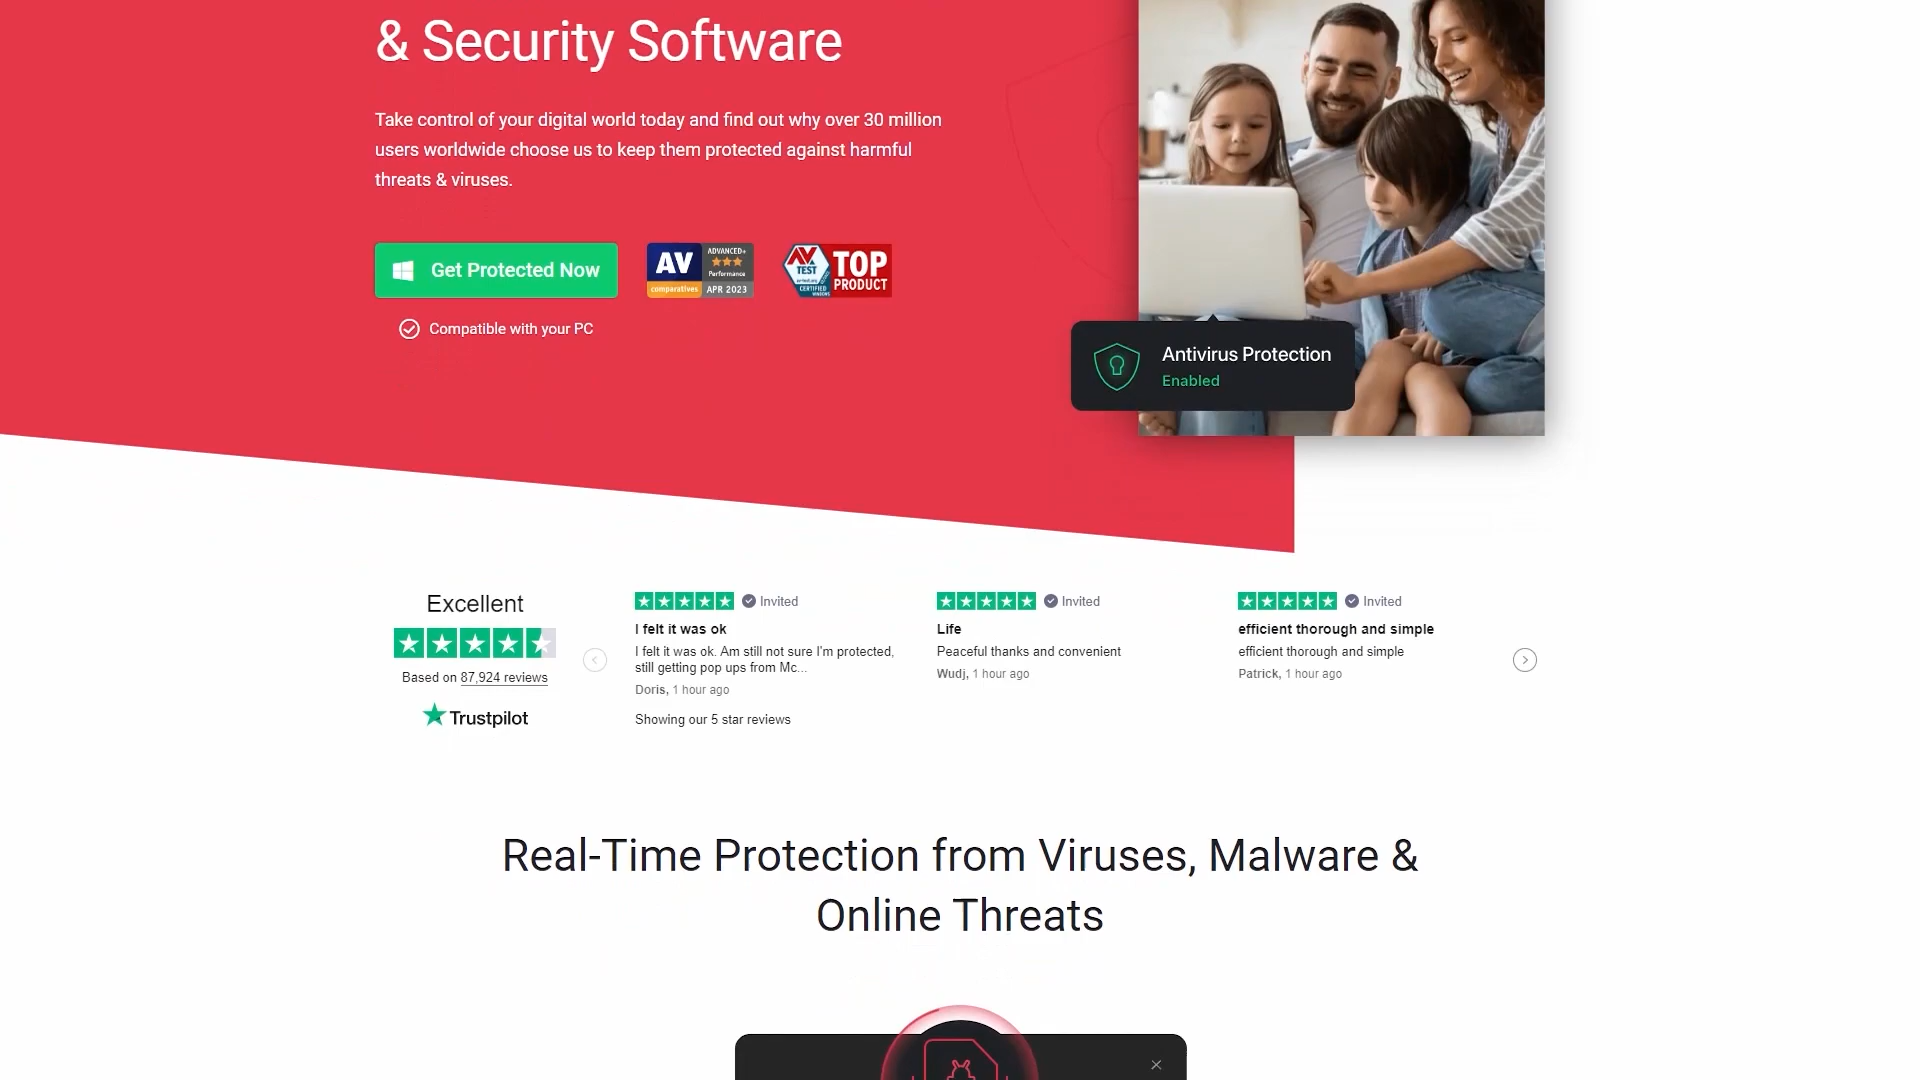 & Security Software
Take control of your digital world today and find out why over 30 million
users worldwide choose us to keep them protected against harmful
threats & viruses.
Get Protected Now
AV
comparatives
ADVANCED+
Performance
APR 2023
AV
TEST
CERTIFIED
WINDOWS
TOP
PRODUCT
Compatible with your PC
Antivirus Protection
Enabled
Excellent
Based on 87,924 reviews
Trustpilot
Invited
I felt it was ok
I felt it was ok. Am still not sure I'm protected,
still getting pop ups from Mc...
Doris, 1 hour ago
Showing our 5 star reviews
Invited
Life
Peaceful thanks and convenient
Wudj, 1 hour ago
Invited
efficient thorough and simple
efficient thorough and simple
Patrick, 1 hour ago
Real-Time Protection from Viruses, Malware &
Online Threats